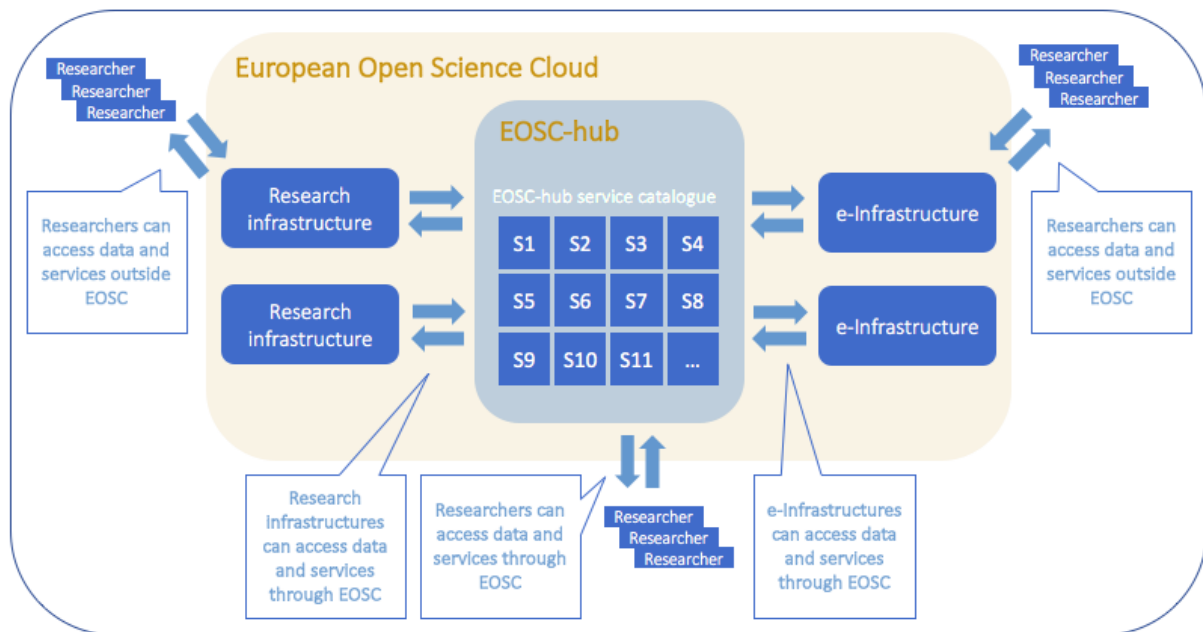 European Open Science Cloud
Researcher
Researcher
Researcher
Researcher
Researcher
Researcher
EOSC-hub
Researchers can
access data and
services outside
EOSC
Research
infrastructure
Research
infrastructure
EOSC-hub service catalogue
S1 S2 S3 S4
S5 S6 S7 S8
S9 S10 S11 ...
e-Infrastructure
e-Infrastructure
Researchers can
access data and
services outside
EOSC
Research
infrastructures
can access data
and services
through EOSC
Researchers can
access data and
services through
EOSC
Researcher
Researcher
Researcher
e-Infrastructures
can access data
and services
through EOSC